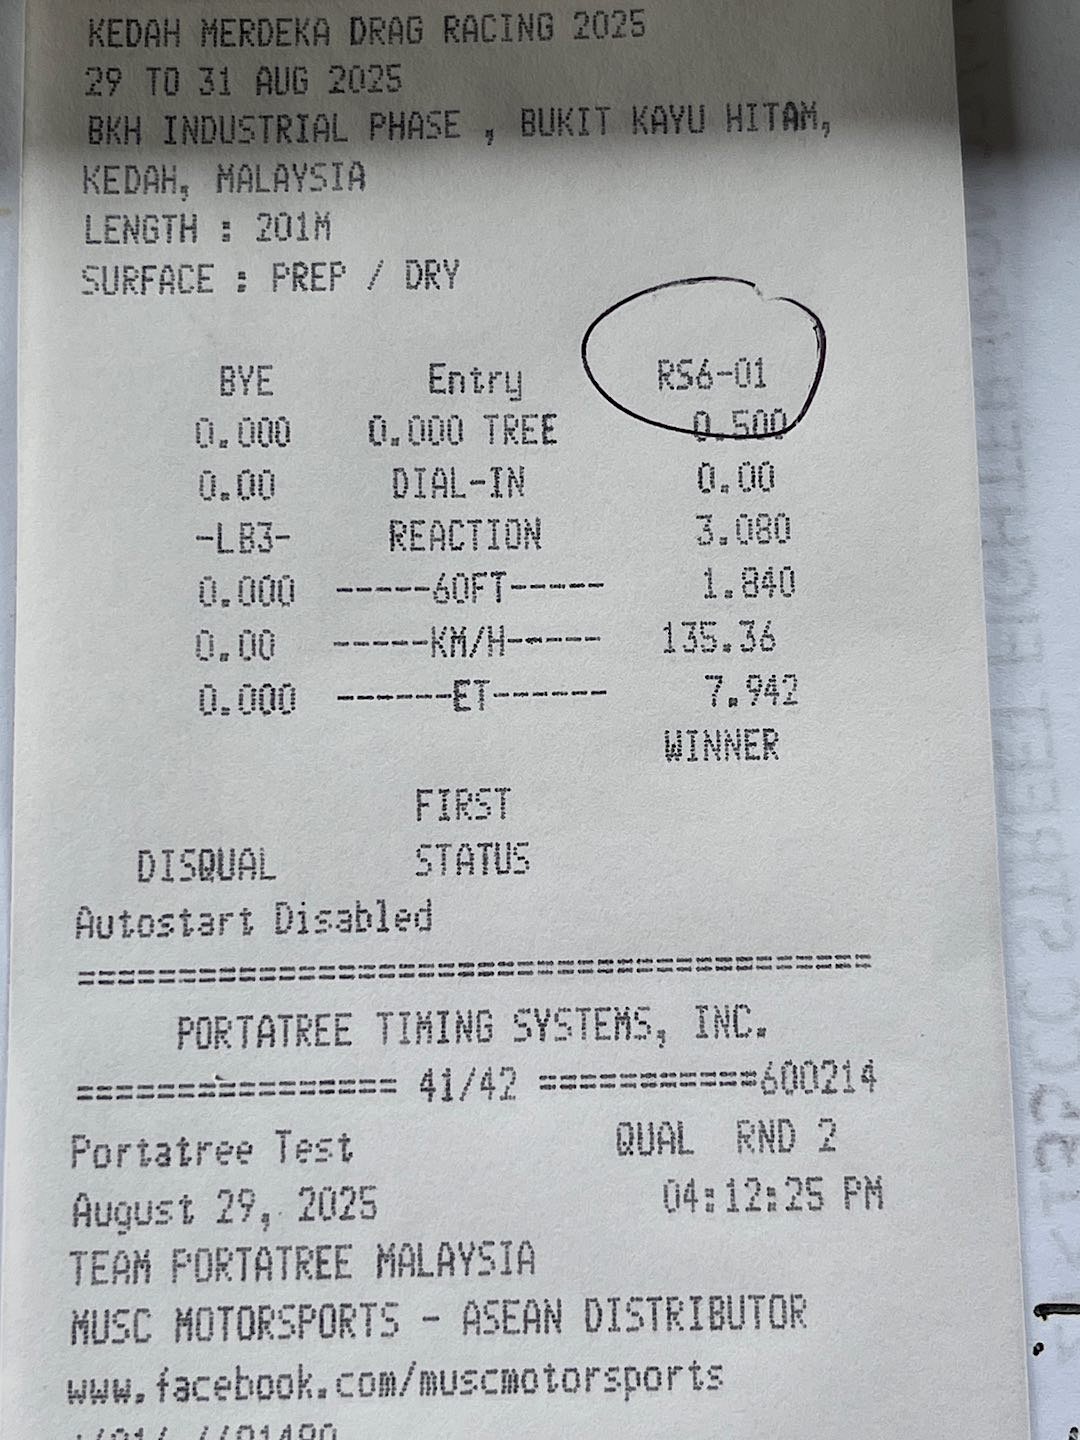 KEDAH MERDEKA DRAG RACING 2025
29 TO 31 AUG 2025
BKH INDUSTRIAL PHASE , BUKIT KAYU HITAM,
KEDAH, MALAYSIA
LENGTH : 201M
SURFACE : PREP / DRY
BYE Entry RS6-01
0.000 0.000 TREE 0.500
0.00 DIAL-IN 0.00
-LB3- REACTION 3.080
0.000 -----60FT----- 1.840
0.00 -----KM/H----- 135.36
0.000 ------ET------ 7.942
WINNER
FIRST
DISQUAL STATUS
Autostart Disabled
========================================
PORTATREE TIMING SYSTEMS, INC.
================ 41/42 ===========600214
Portatree Test QUAL RND 2
August 29, 2025 04:12:25 PM
TEAM PORTATREE MALAYSIA
MUSC MOTORSPORTS - ASEAN DISTRIBUTOR
www.facebook.com/muscmotorsports